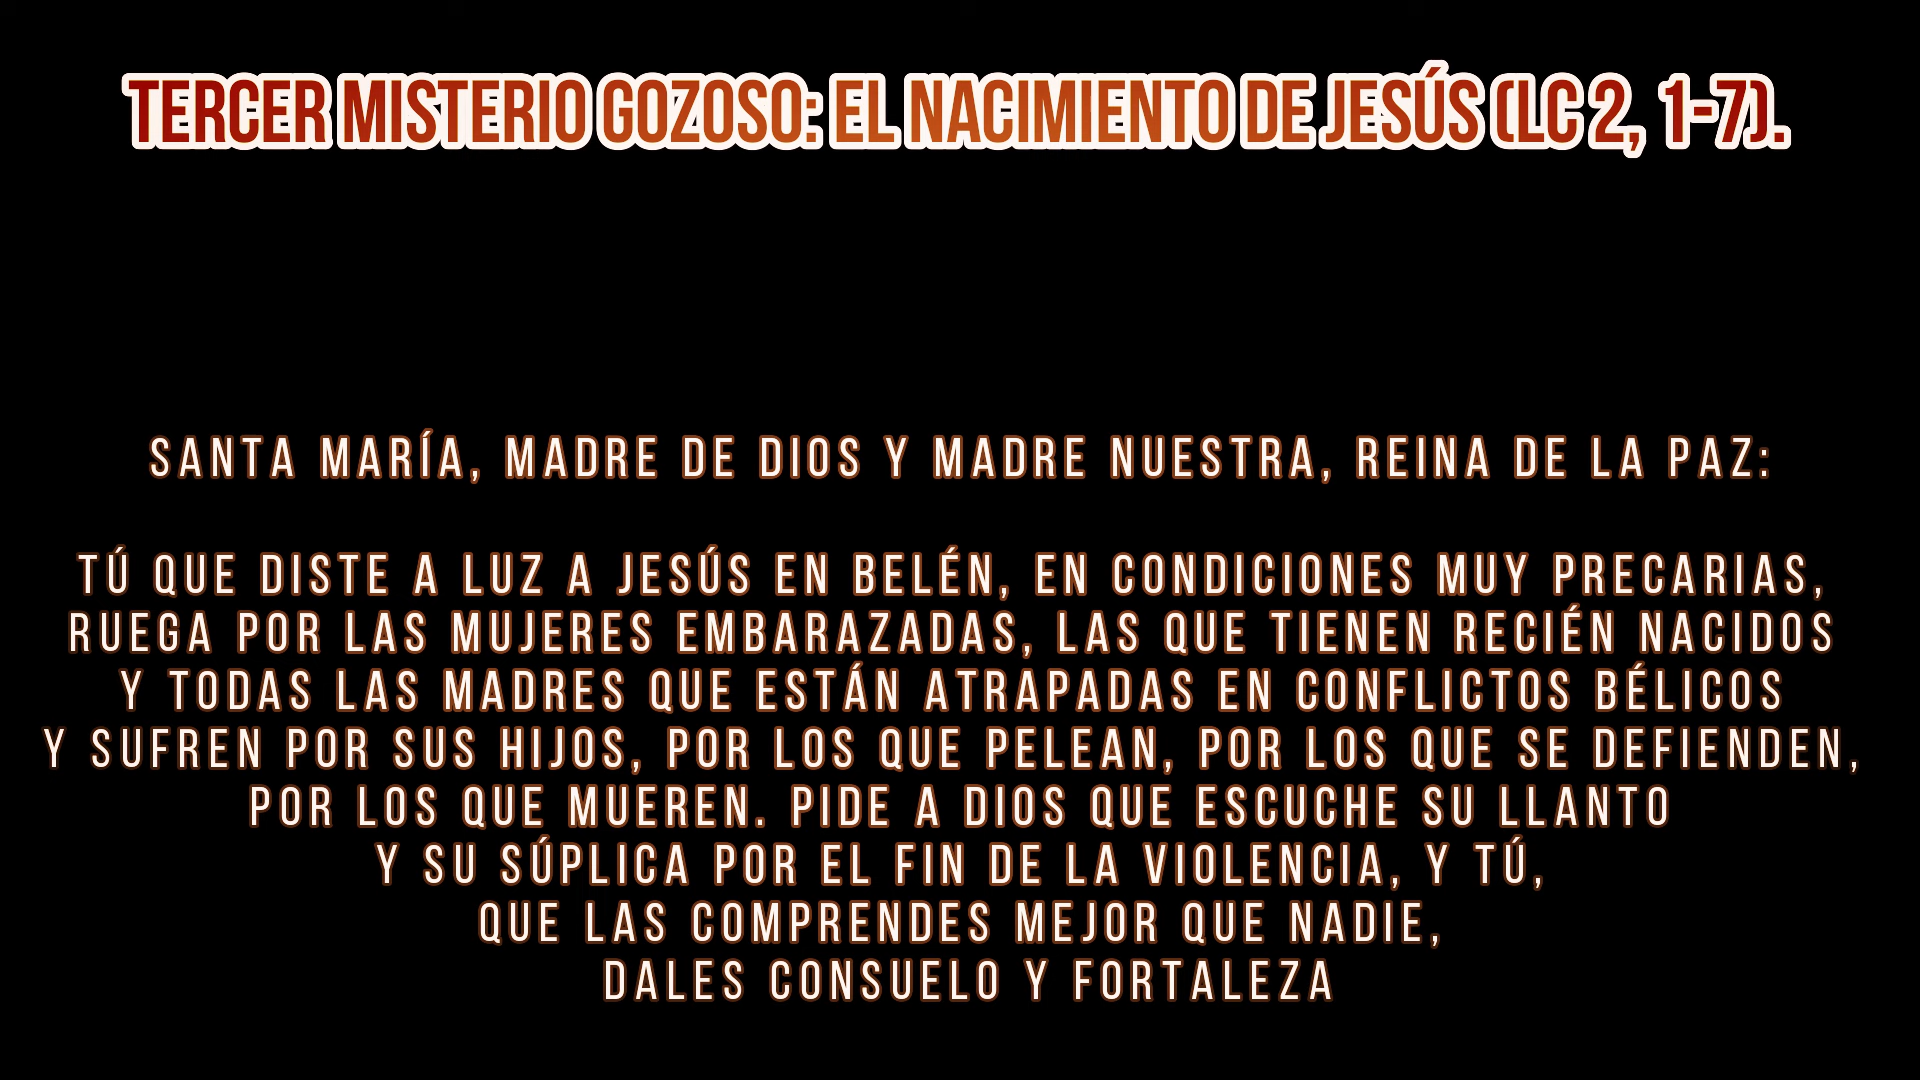 TERCER MISTERIO GOZOSO: EL NACIMIENTO DE JESÚS (LC 2, 1-7).
SANTA MARÍA, MADRE DE DIOS Y MADRE NUESTRA, REINA DE LA PAZ:
TÚ QUE DISTE A LUZ A JESÚS EN BELÉN, EN CONDICIONES MUY PRECARIAS,
RUEGA POR LAS MUJERES EMBARAZADAS, LAS QUE TIENEN RECIÉN NACIDOS
Y TODAS LAS MADRES QUE ESTÁN ATRAPADAS EN CONFLICTOS BÉLICOS
Y SUFREN POR SUS HIJOS, POR LOS QUE PELEAN, POR LOS QUE SE DEFIENDEN,
POR LOS QUE MUEREN. PIDE A DIOS QUE ESCUCHE SU LLANTO
Y SU SÚPLICA POR EL FIN DE LA VIOLENCIA, Y TÚ,
QUE LAS COMPRENDES MEJOR QUE NADIE,
DALES CONSUELO Y FORTALEZA